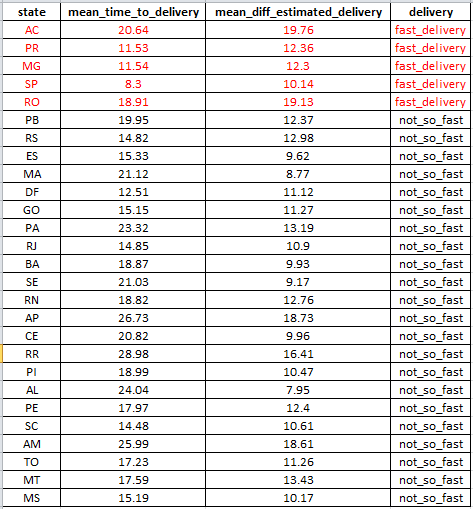 state mean_time_to_delivery mean_diff_estimated_delivery delivery
AC 20.64 19.76 fast_delivery
PR 11.53 12.36 fast_delivery
MG 11.54 12.3 fast_delivery
SP 8.3 10.14 fast_delivery
RO 18.91 19.13 fast_delivery
PB 19.95 12.37 not_so_fast
RS 14.82 12.98 not_so_fast
ES 15.33 9.62 not_so_fast
MA 21.12 8.77 not_so_fast
DF 12.51 11.12 not_so_fast
GO 15.15 11.27 not_so_fast
PA 23.32 13.19 not_so_fast
RJ 14.85 10.9 not_so_fast
BA 18.87 9.93 not_so_fast
SE 21.03 9.17 not_so_fast
RN 18.82 12.76 not_so_fast
AP 26.73 18.73 not_so_fast
CE 20.82 9.96 not_so_fast
RR 28.98 16.41 not_so_fast
PI 18.99 10.47 not_so_fast
AL 24.04 7.95 not_so_fast
PE 17.97 12.4 not_so_fast
SC 14.48 10.61 not_so_fast
AM 25.99 18.61 not_so_fast
TO 17.23 11.26 not_so_fast
MT 17.59 13.43 not_so_fast
MS 15.19 10.17 not_so_fast